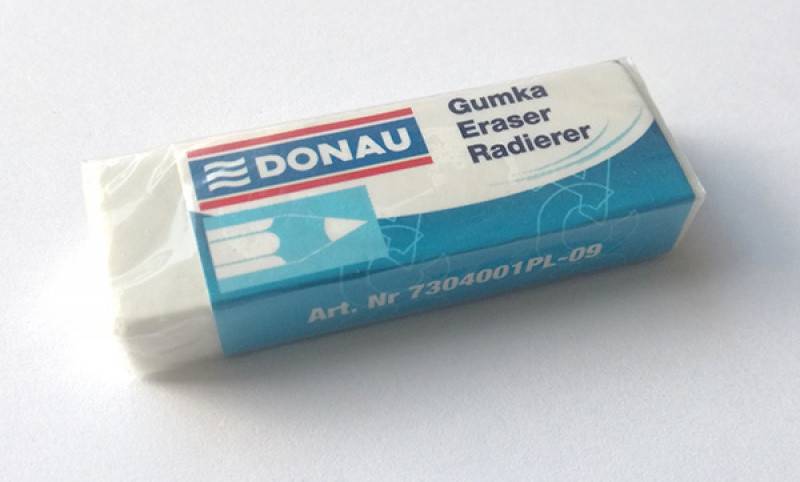 DONAU
Gumka
Eraser
Radierer
Art. Nr 7304001PL-09